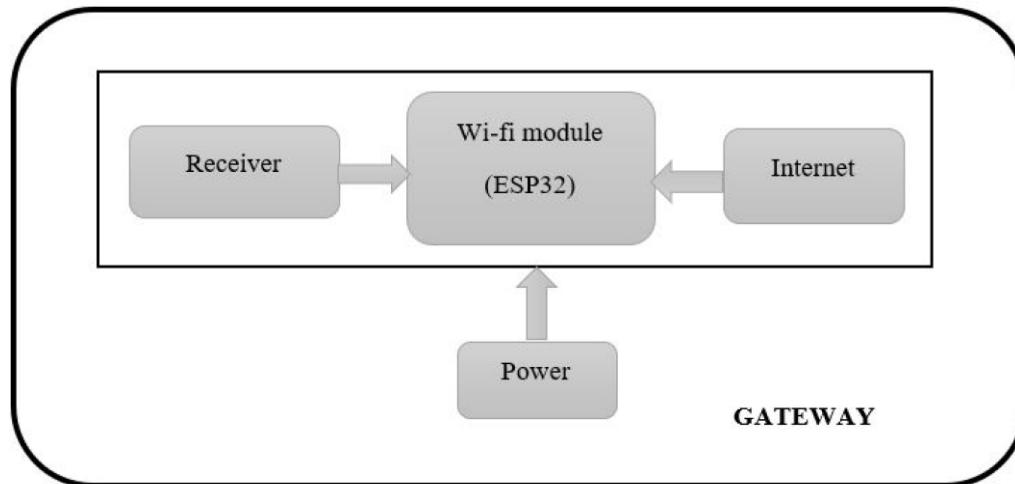 Receiver
Wi-fi module
(ESP32)
Internet
Power
GATEWAY